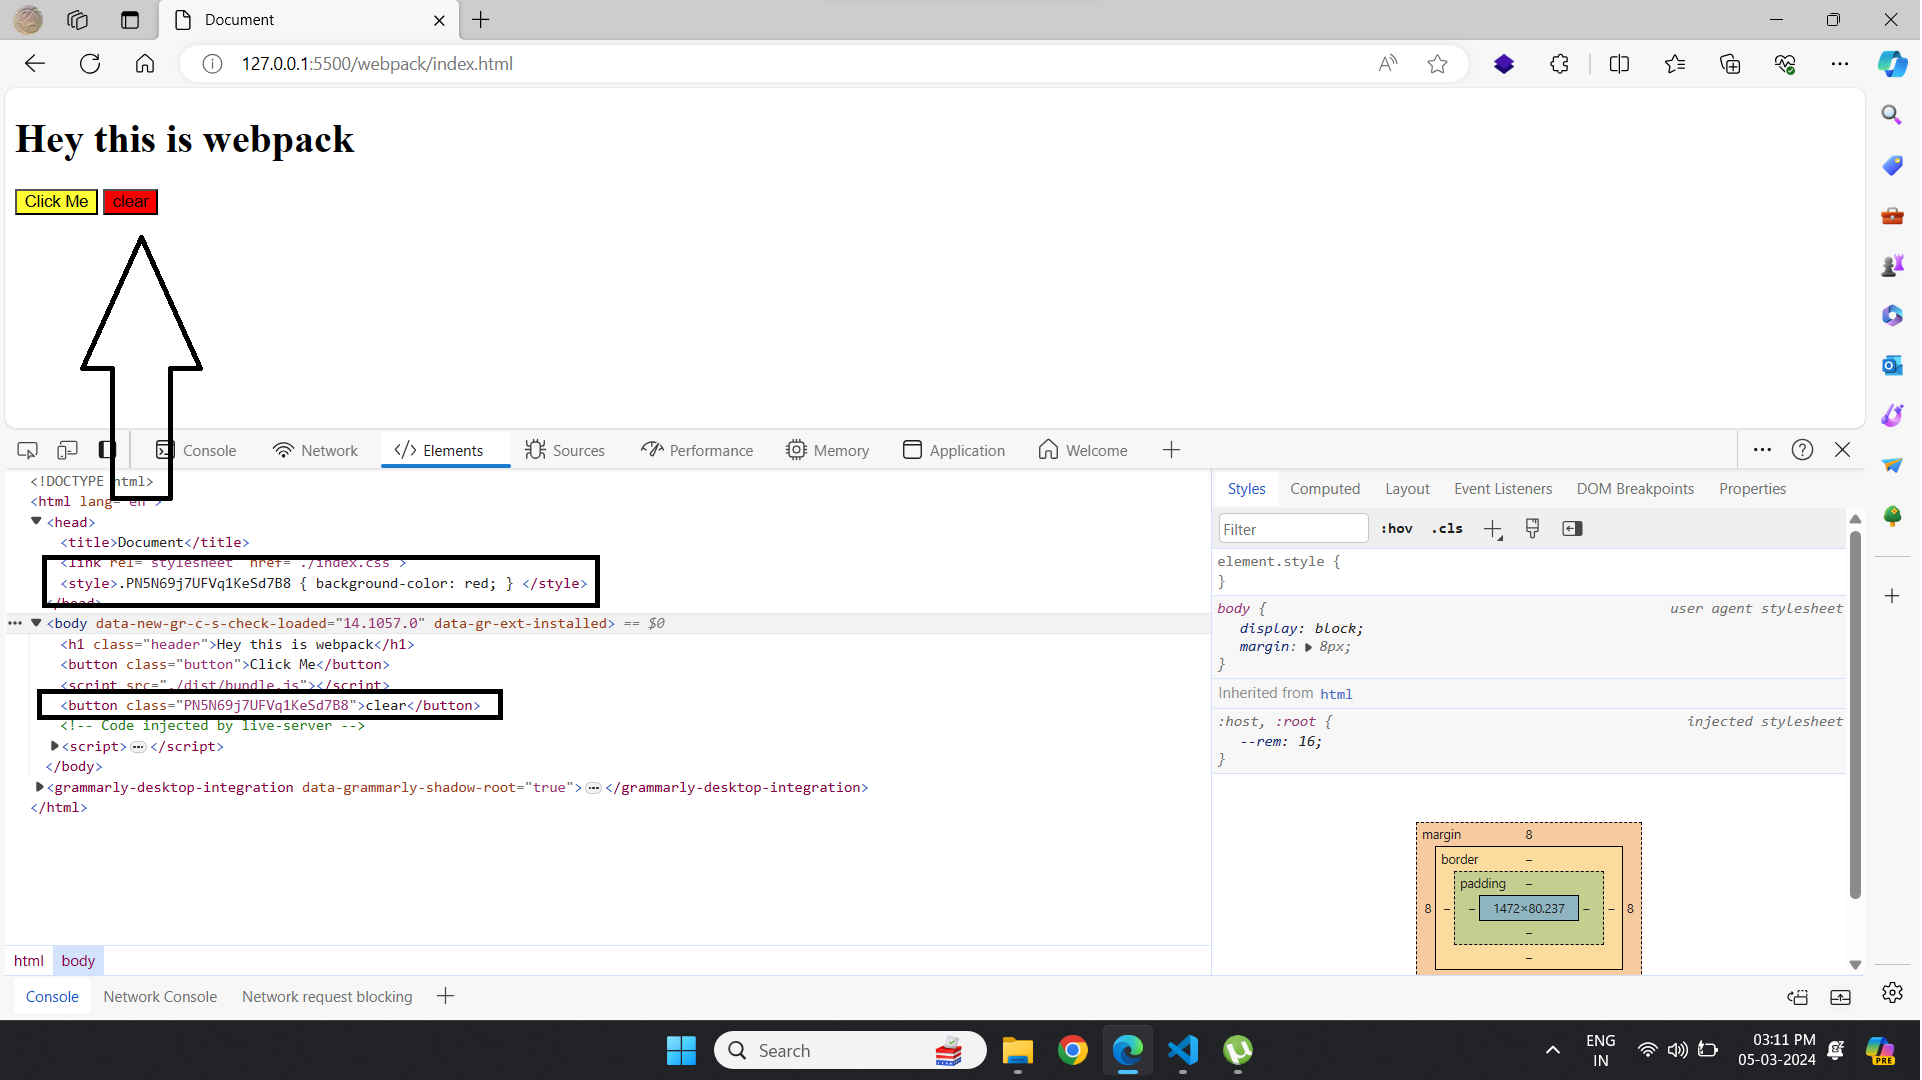 Document
127.0.0.1:5500/webpack/index.html
Hey this is webpack
Click Me clear
Console Network Elements Sources Performance Memory Application Welcome
<!DOCTYPE html>
<html lang="en">
<head>
<title>Document</title>
<link rel="stylesheet" href="./index.css">
<style>.PN5N69j7UFVq1KeSd7B8 { background-color: red; } </style>
</head>
<body data-new-gr-c-s-check-loaded="14.1057.0" data-gr-ext-installed> == $0
<h1 class="header">Hey this is webpack</h1>
<button class="button">Click Me</button>
<script src="./dist/bundle.js"></script>
<button class="PN5N69j7UFVq1KeSd7B8">clear</button>
<!-- Code injected by live-server -->
<script>…</script>
</body>
<grammarly-desktop-integration data-grammarly-shadow-root="true">…</grammarly-desktop-integration>
</html>
html body
Styles Computed Layout Event Listeners DOM Breakpoints Properties
Filter :hov .cls
element.style {
}
body { user agent stylesheet
display: block;
margin: 8px;
}
Inherited from html
:host, :root { injected stylesheet
--rem: 16;
}
margin 8
border –
padding –
8 – – 1472×80.237 – – 8
–
–
Console Network Console Network request blocking
Search
PRE
ENG
IN
03:11 PM
05-03-2024